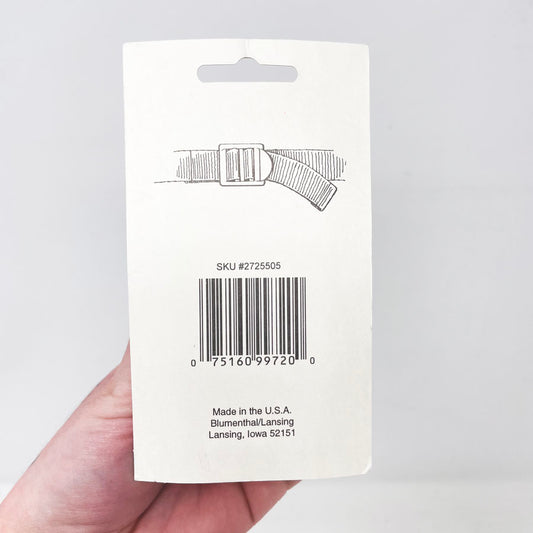 SKU #2725505
0 75160 99720 0
Made in the U.S.A.
Blumenthal/Lansing
Lansing, Iowa 52151